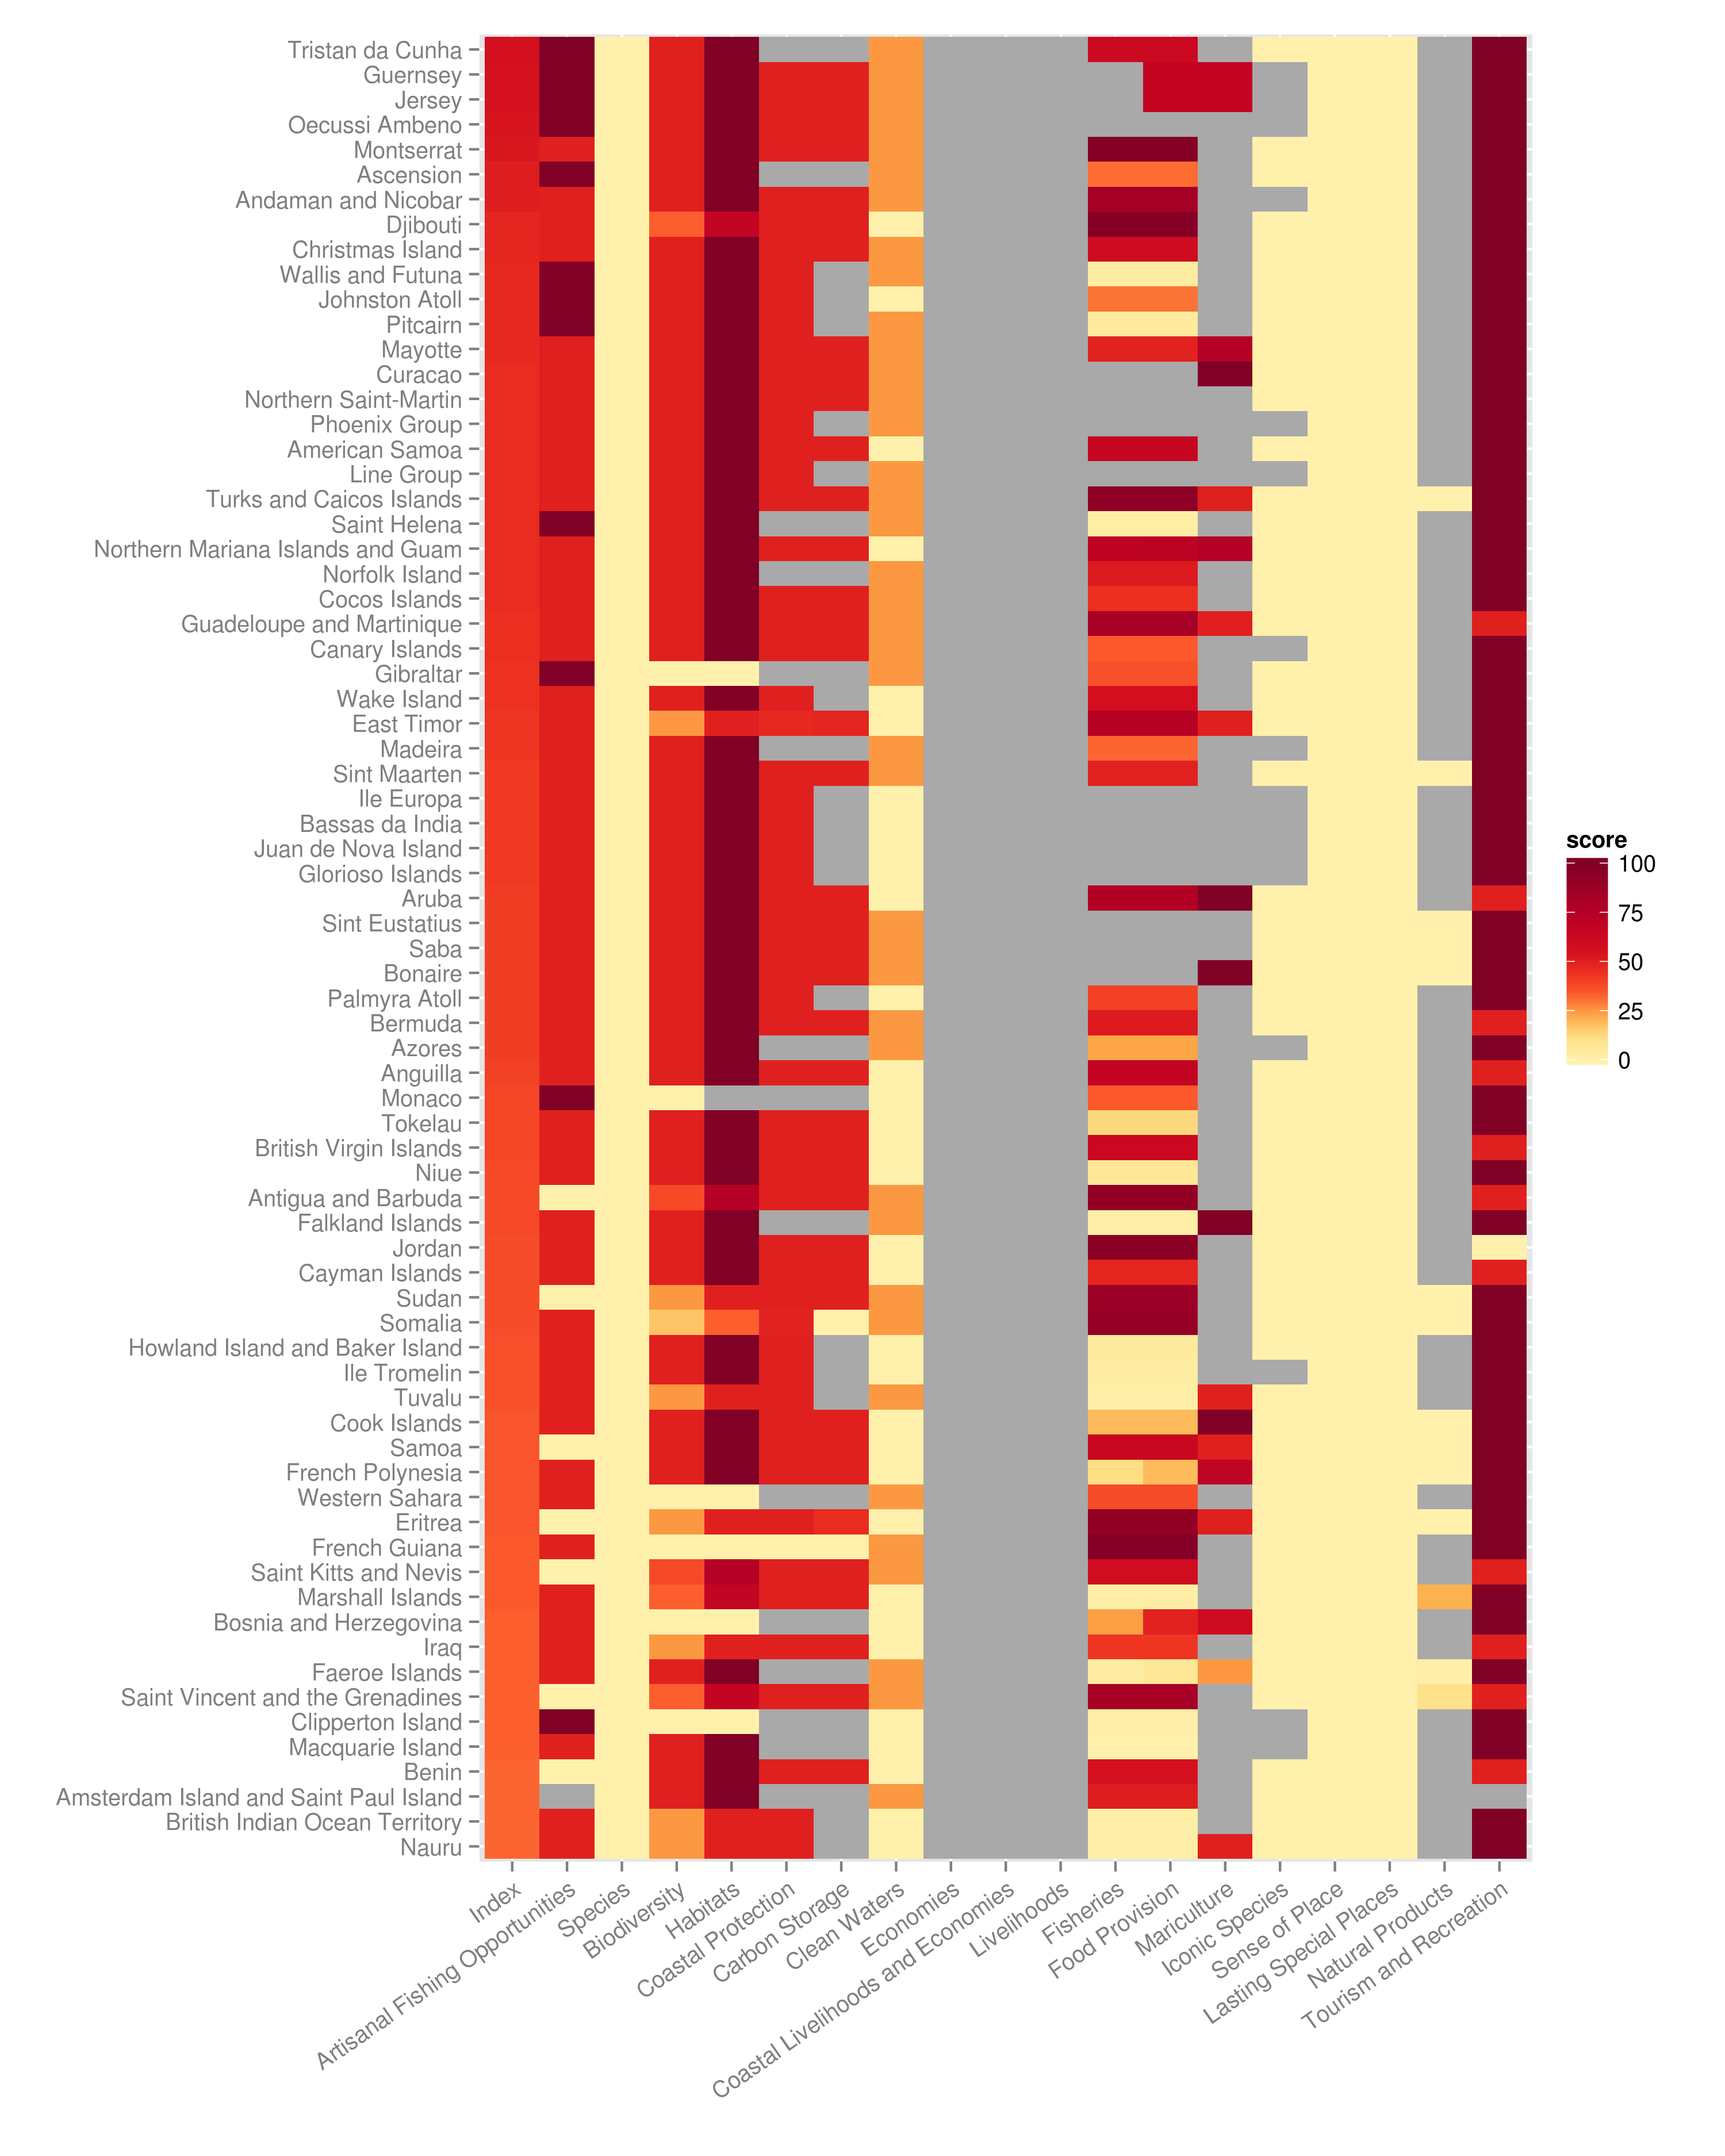 Tristan da Cunha
Guernsey
Jersey
Oecussi Ambeno
Montserrat
Ascension
Andaman and Nicobar
Djibouti
Christmas Island
Wallis and Futuna
Johnston Atoll
Pitcairn
Mayotte
Curacao
Northern Saint-Martin
Phoenix Group
American Samoa
Line Group
Turks and Caicos Islands
Saint Helena
Northern Mariana Islands and Guam
Norfolk Island
Cocos Islands
Guadeloupe and Martinique
Canary Islands
Gibraltar
Wake Island
East Timor
Madeira
Sint Maarten
Ile Europa
Bassas da India
Juan de Nova Island
Glorioso Islands
Aruba
Sint Eustatius
Saba
Bonaire
Palmyra Atoll
Bermuda
Azores
Anguilla
Monaco
Tokelau
British Virgin Islands
Niue
Antigua and Barbuda
Falkland Islands
Jordan
Cayman Islands
Sudan
Somalia
Howland Island and Baker Island
Ile Tromelin
Tuvalu
Cook Islands
Samoa
French Polynesia
Western Sahara
Eritrea
French Guiana
Saint Kitts and Nevis
Marshall Islands
Bosnia and Herzegovina
Iraq
Faeroe Islands
Saint Vincent and the Grenadines
Clipperton Island
Macquarie Island
Benin
Amsterdam Island and Saint Paul Island
British Indian Ocean Territory
Nauru
Index
Artisanal Fishing Opportunities
Species
Biodiversity
Habitats
Coastal Protection
Carbon Storage
Clean Waters
Economies
Coastal Livelihoods and Economies
Livelihoods
Fisheries
Food Provision
Mariculture
Iconic Species
Sense of Place
Lasting Special Places
Natural Products
Tourism and Recreation
score
100
75
50
25
0